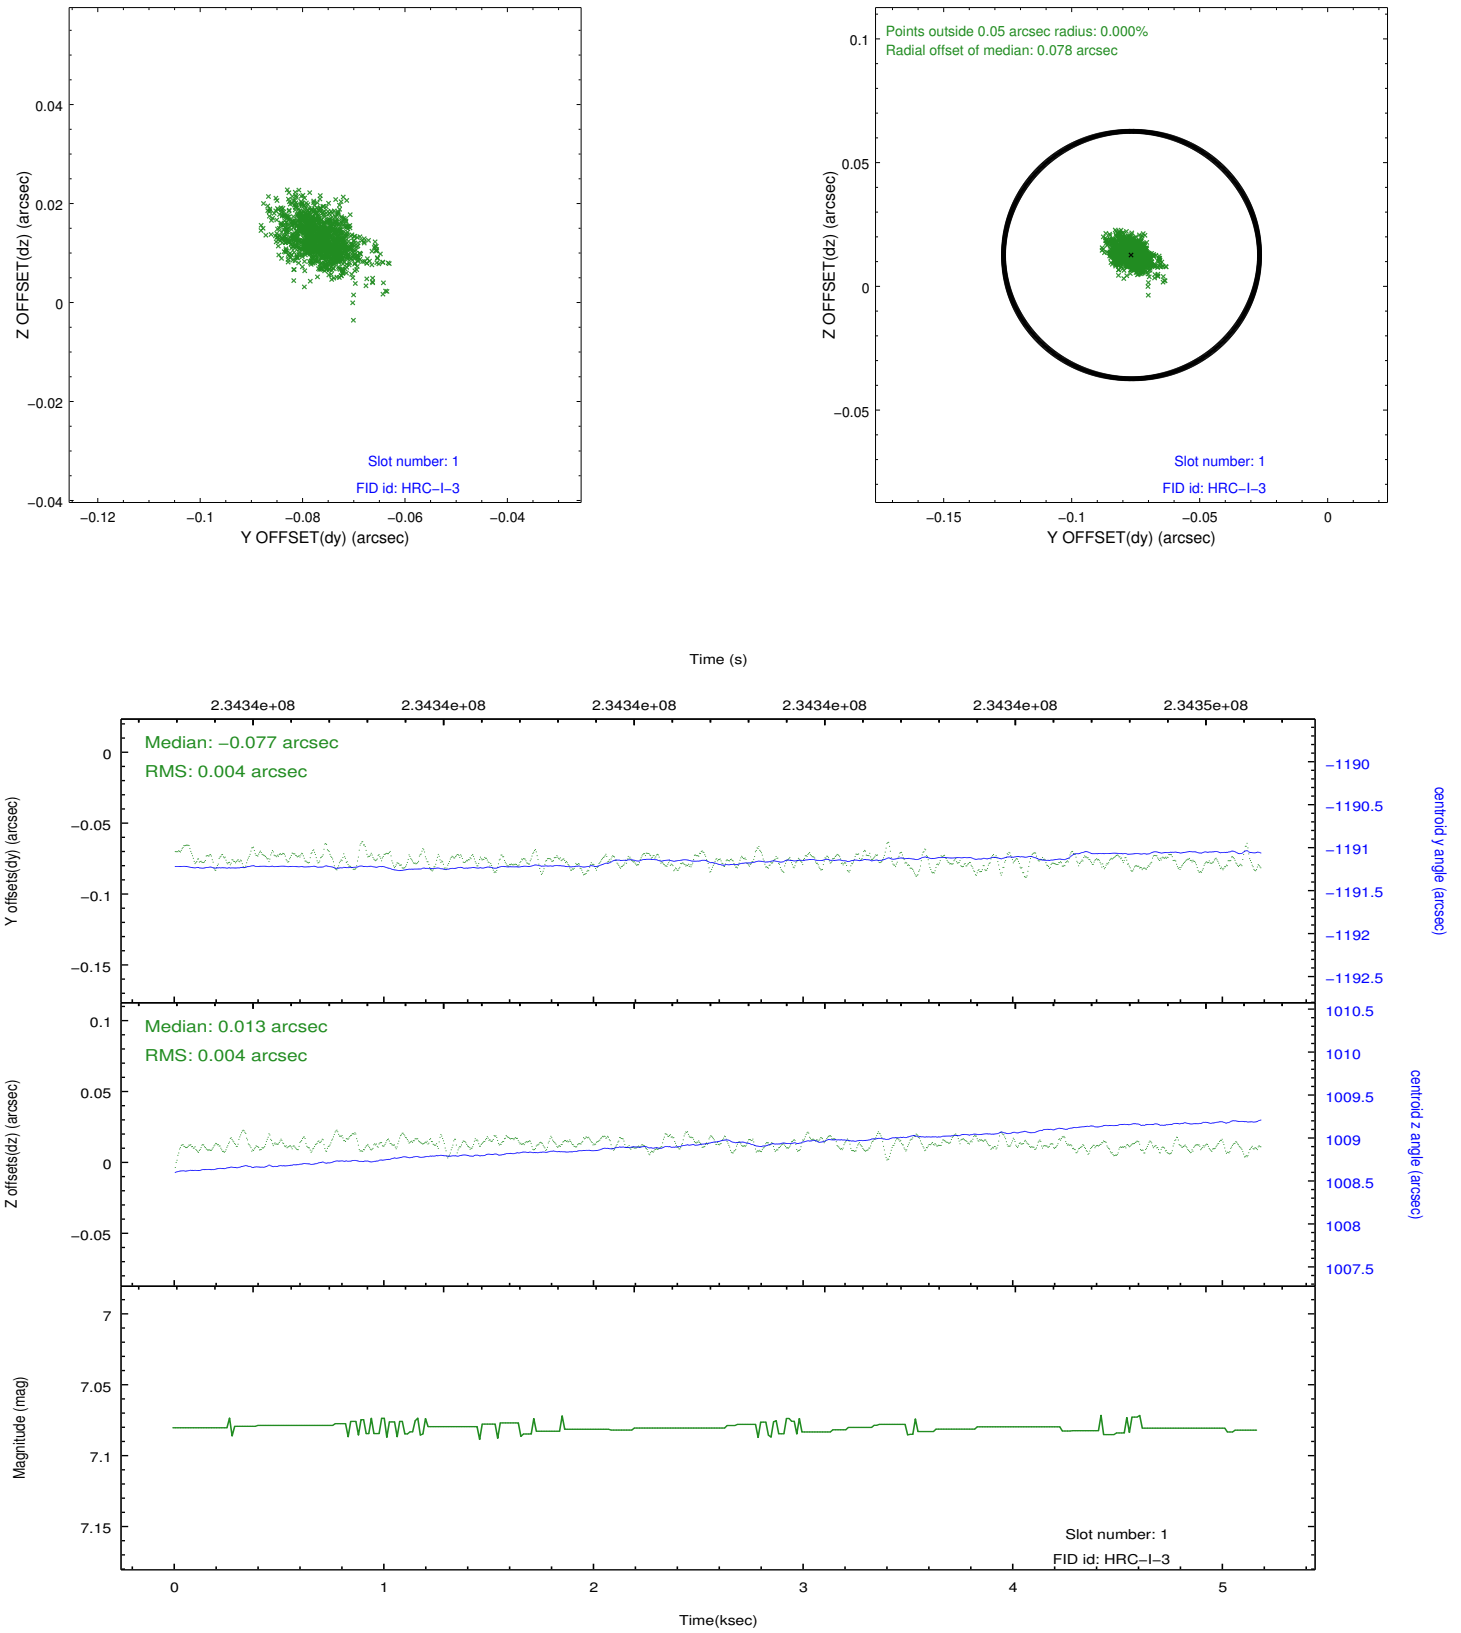 0.04
0.02
0
−0.02
−0.04
Z OFFSET(dz) (arcsec)
Slot number: 1
FID id: HRC−I−3
−0.12
−0.1
−0.08
−0.06
−0.04
Y OFFSET(dy) (arcsec)
Points outside 0.05 arcsec radius: 0.000%
Radial offset of median: 0.078 arcsec
0.1
0.05
0
−0.05
Z OFFSET(dz) (arcsec)
Slot number: 1
FID id: HRC−I−3
−0.15
−0.1
−0.05
0
Y OFFSET(dy) (arcsec)
Time (s)
2.3434e+08
2.3434e+08
2.3434e+08
2.3434e+08
2.3434e+08
2.3435e+08
Median: −0.077 arcsec
RMS: 0.004 arcsec
0
−0.05
−0.1
−0.15
Y offsets(dy) (arcsec)
−1190
−1190.5
−1191
−1191.5
−1192
−1192.5
centroid y angle (arcsec)
Median: 0.013 arcsec
RMS: 0.004 arcsec
0.1
0.05
0
−0.05
Z offsets(dz) (arcsec)
1010.5
1010
1009.5
1009
1008.5
1008
1007.5
centroid z angle (arcsec)
7
7.05
7.1
7.15
Magnitude (mag)
Slot number: 1
FID id: HRC−I−3
0
1
2
3
4
5
Time(ksec)